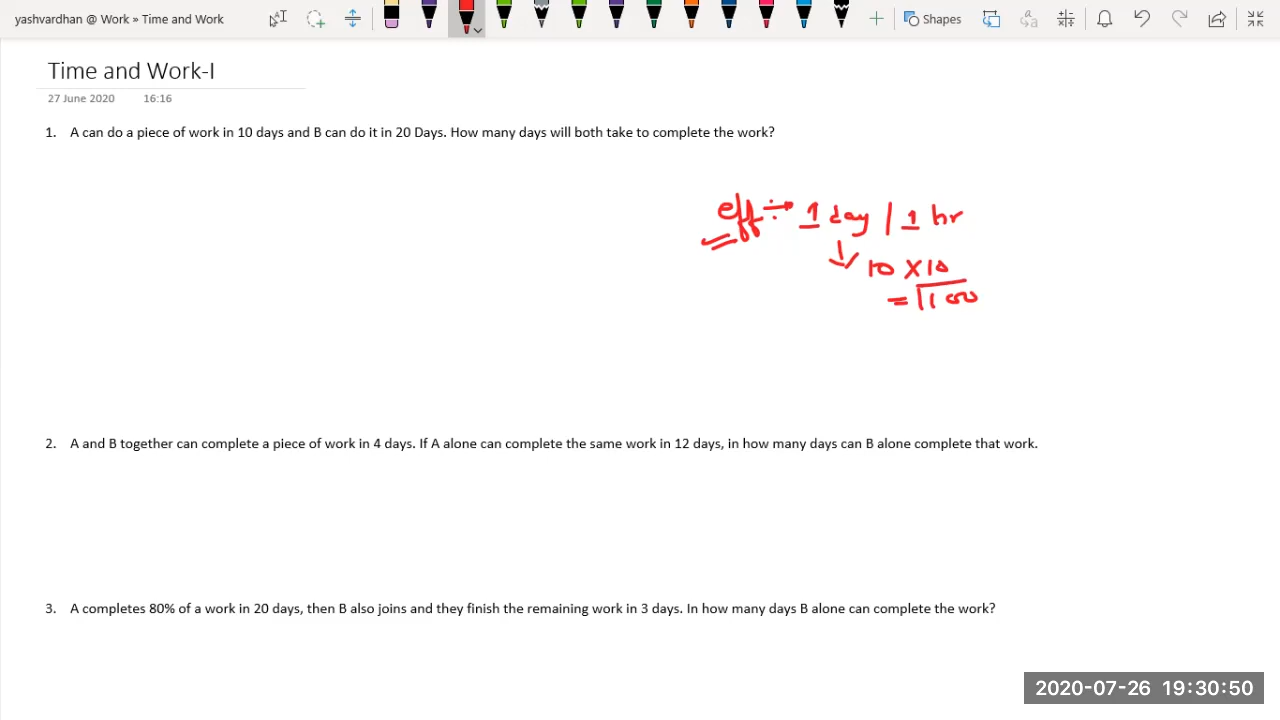 yashvardhan @ Work » Time and Work
Shapes
Time and Work-I
27 June 2020 16:16
1. A can do a piece of work in 10 days and B can do it in 20 Days. How many days will both take to complete the work?
eff ÷→ 1 day / 1 hr
↓ 10 X 10
= 100
2. A and B together can complete a piece of work in 4 days. If A alone can complete the same work in 12 days, in how many days can B alone complete that work.
3. A completes 80% of a work in 20 days, then B also joins and they finish the remaining work in 3 days. In how many days B alone can complete the work?
2020-07-26 19:30:50